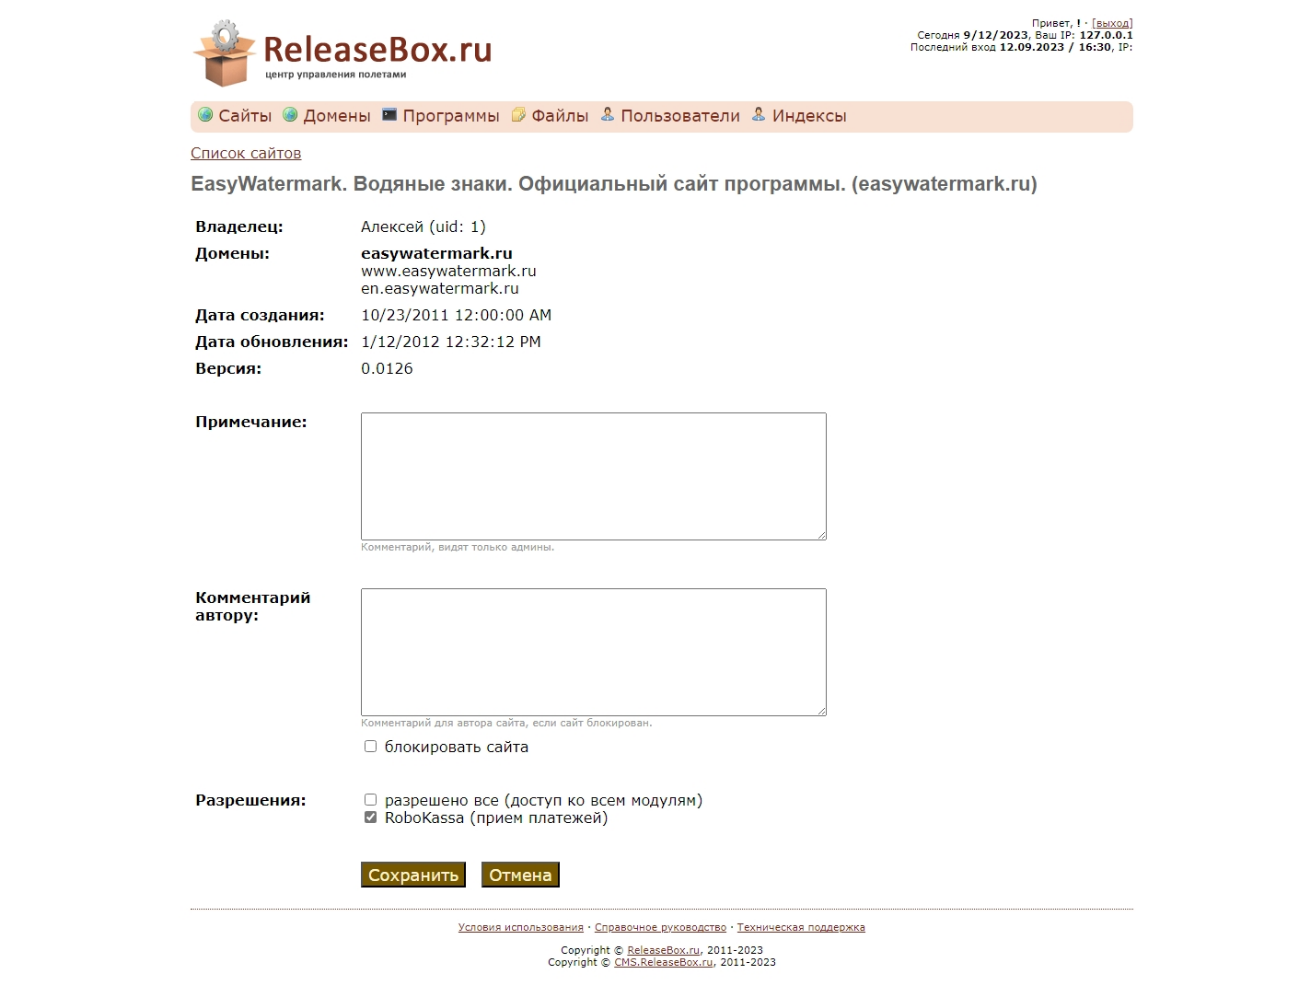 ReleaseBox.ru
центр управления полетами
Привет, ! · [выход]
Сегодня 9/12/2023, Ваш IP: 127.0.0.1
Последний вход 12.09.2023 / 16:30, IP:
Сайты Домены Программы Файлы Пользователи Индексы
Список сайтов
EasyWatermark. Водяные знаки. Официальный сайт программы. (easywatermark.ru)
Владелец: Алексей (uid: 1)
Домены: easywatermark.ru
www.easywatermark.ru
en.easywatermark.ru
Дата создания: 10/23/2011 12:00:00 AM
Дата обновления: 1/12/2012 12:32:12 PM
Версия: 0.0126
Примечание:
Комментарий, видят только админы.
Комментарий
автору:
Комментарий для автора сайта, если сайт блокирован.
блокировать сайта
Разрешения: разрешено все (доступ ко всем модулям)
RoboKassa (прием платежей)
Сохранить Отмена
Условия использования · Справочное руководство · Техническая поддержка
Copyright © ReleaseBox.ru, 2011-2023
Copyright © CMS.ReleaseBox.ru, 2011-2023